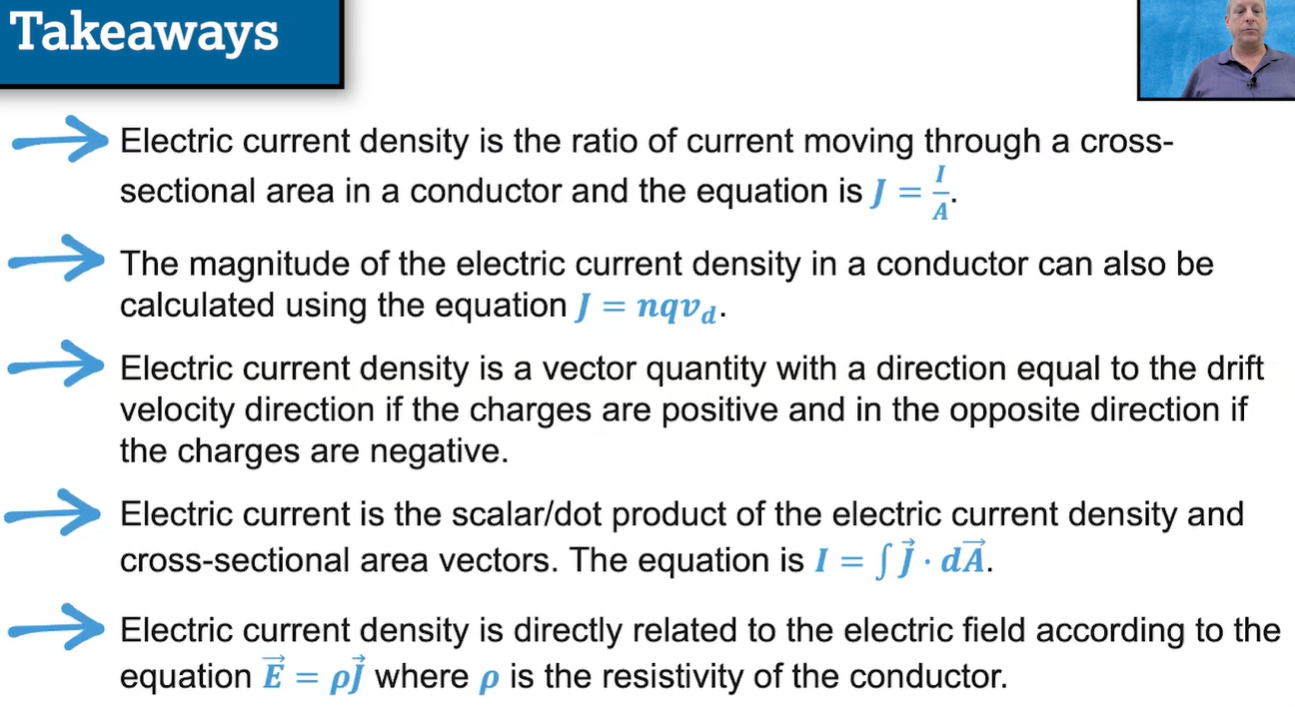 Takeaways
Electric current density is the ratio of current moving through a cross-
sectional area in a conductor and the equation is J = I/A.
The magnitude of the electric current density in a conductor can also be
calculated using the equation J = nqv_d.
Electric current density is a vector quantity with a direction equal to the drift
velocity direction if the charges are positive and in the opposite direction if
the charges are negative.
Electric current is the scalar/dot product of the electric current density and
cross-sectional area vectors. The equation is I = ∫ J⃗ · dA⃗.
Electric current density is directly related to the electric field according to the
equation E⃗ = ρJ⃗ where ρ is the resistivity of the conductor.